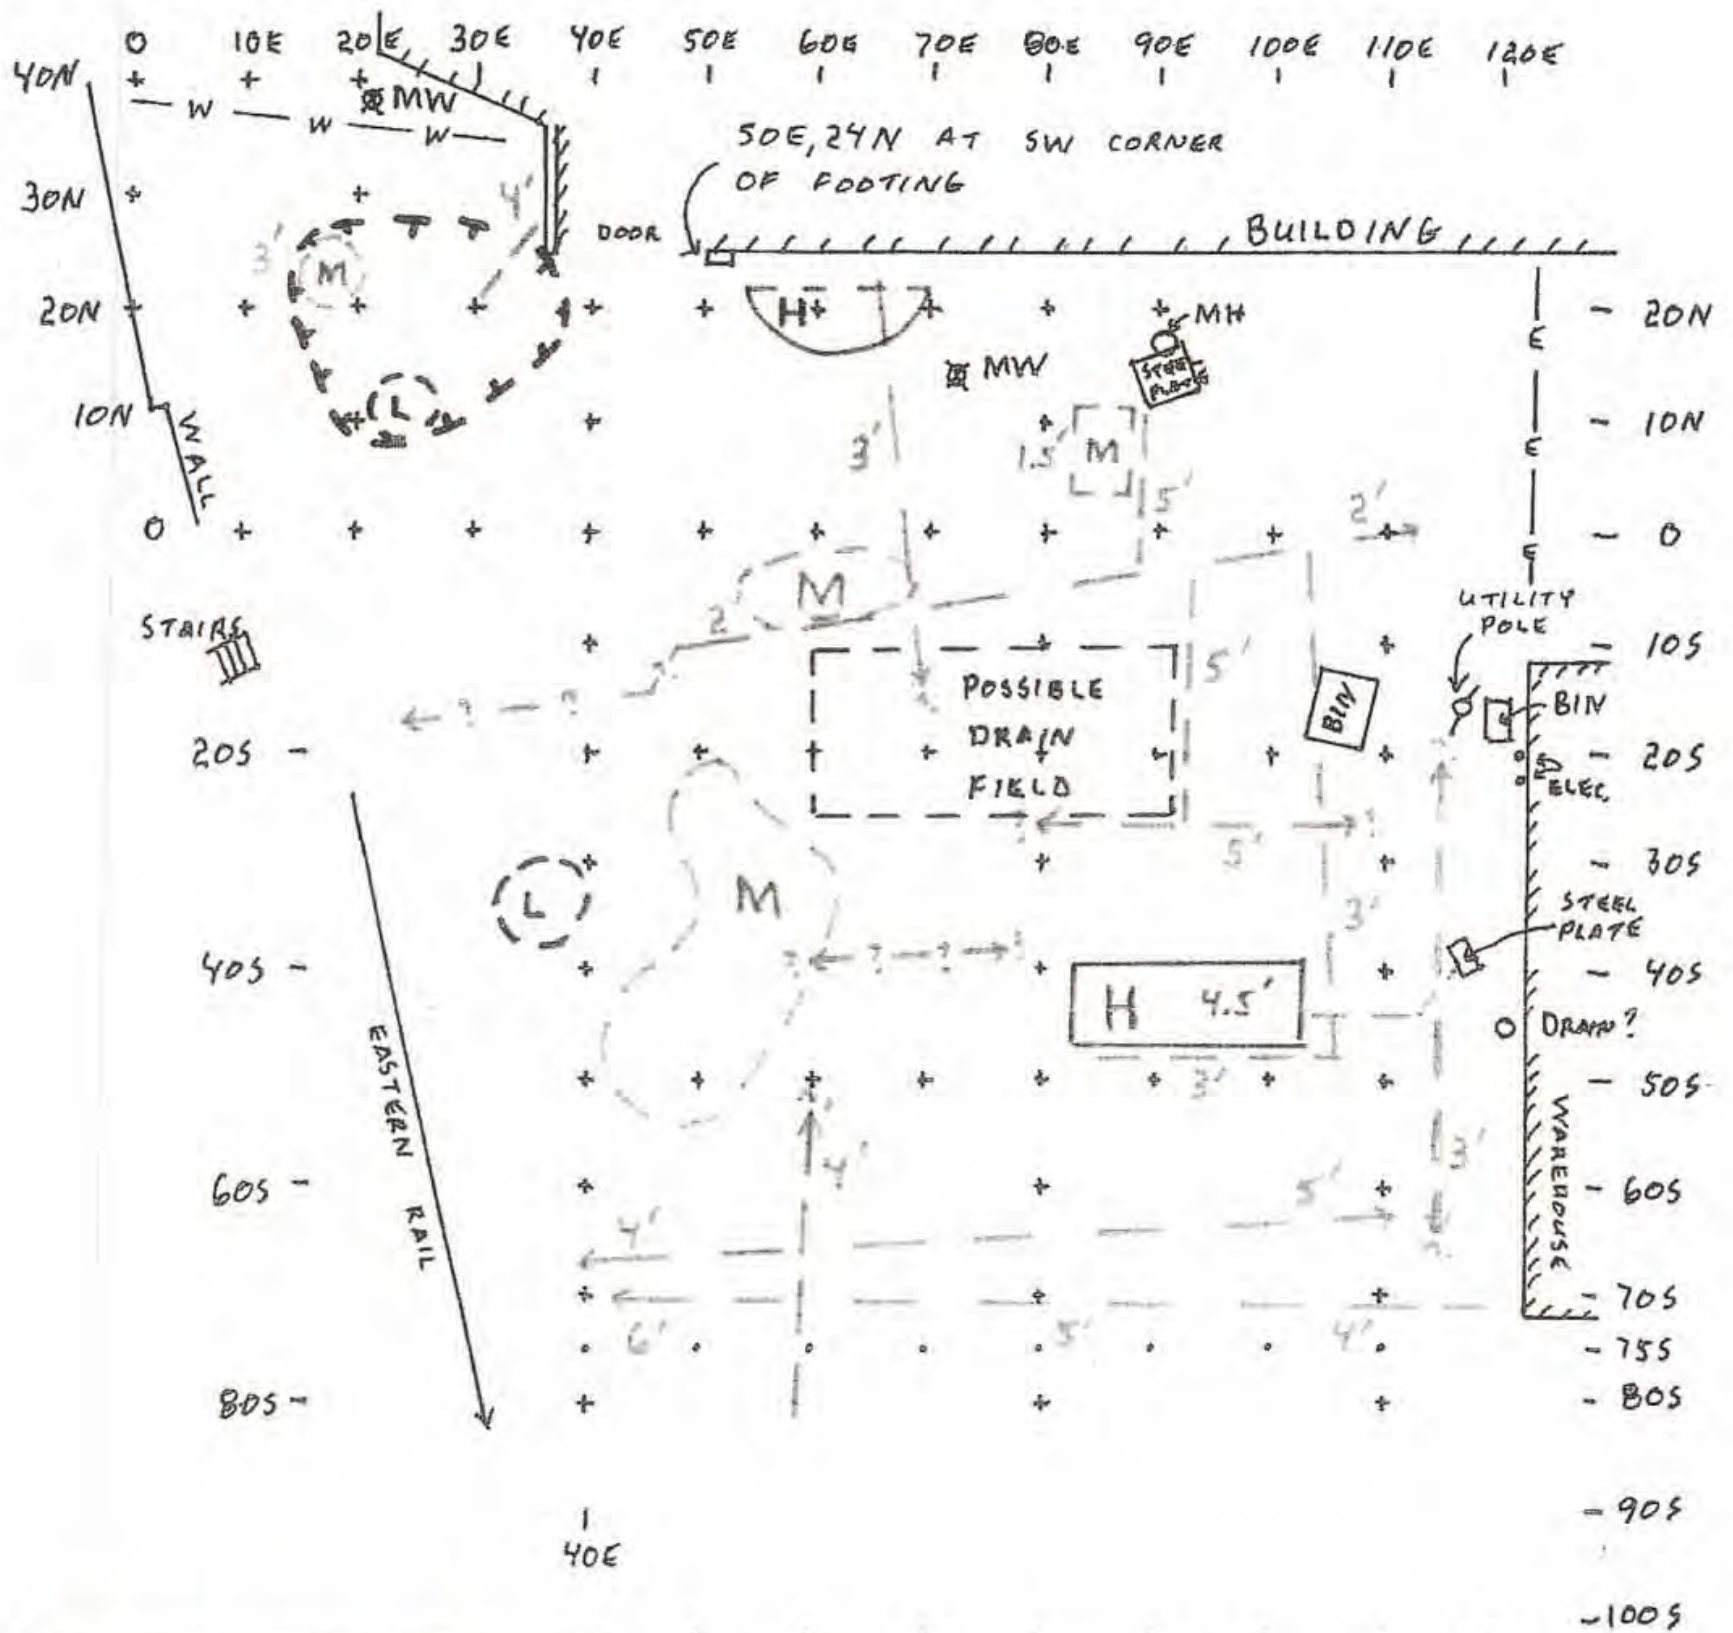 0 10E 20E 30E 40E 50E 60E 70E 80E 90E 100E 110E 120E
40N
MW
W W W
50E, 24N AT SW CORNER
OF FOOTING
30N
4'
3'
DOOR
BUILDING
M
20N
H
MH
20N
E
MW
STEEL
PLATE
L
10N
10N
WALL
3'
1.5'
M
E
5'
2'
0
0
E
M
2
UTILITY
POLE
STAIRS
10S
5'
POSSIBLE
DRAIN
FIELD
BIN
BIN
? ?
20S
20S
ELEC.
? ?
5'
30S
L
M
3'
STEEL
PLATE
? ? ? ?
40S
40S
H 4.5'
DRAIN?
3'
50S
EASTERN RAIL
WAREHOUSE
?
4'
3'
60S
5'
60S
4'
?
70S
6' 5' 4'
75S
80S
80S
90S
40E
100S